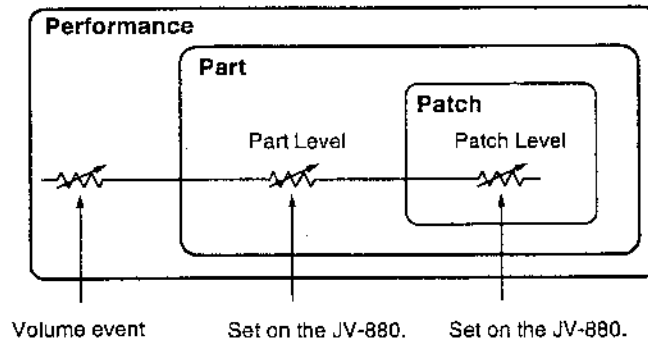 Performance
Part
Patch
Part Level
Patch Level
Volume event
Set on the JV-880.
Set on the JV-880.